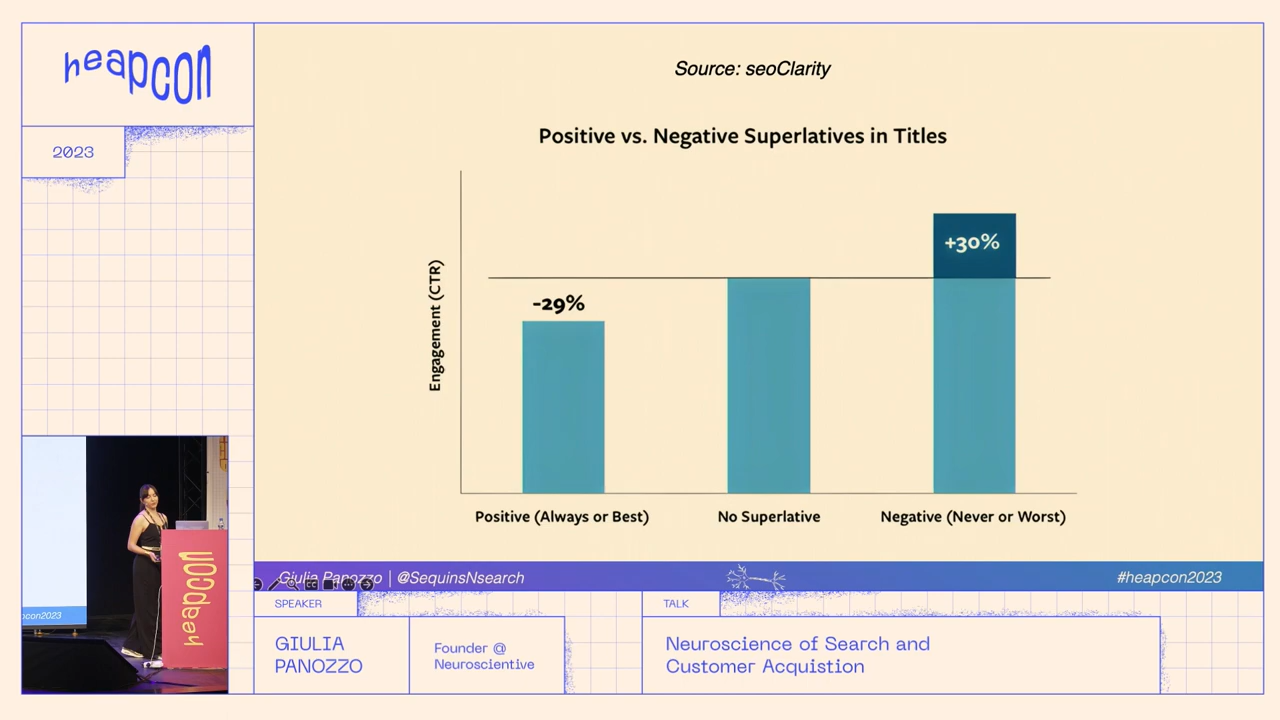 heapcon
2023
Source: seoClarity
Positive vs. Negative Superlatives in Titles
Engagement (CTR)
-29%
+30%
Positive (Always or Best)
No Superlative
Negative (Never or Worst)
Giulia Panozzo | @SequinsNsearch
#heapcon2023
pcon2023
heapcon
SPEAKER
GIULIA
PANOZZO
Founder @
Neuroscientive
TALK
Neuroscience of Search and
Customer Acquistion